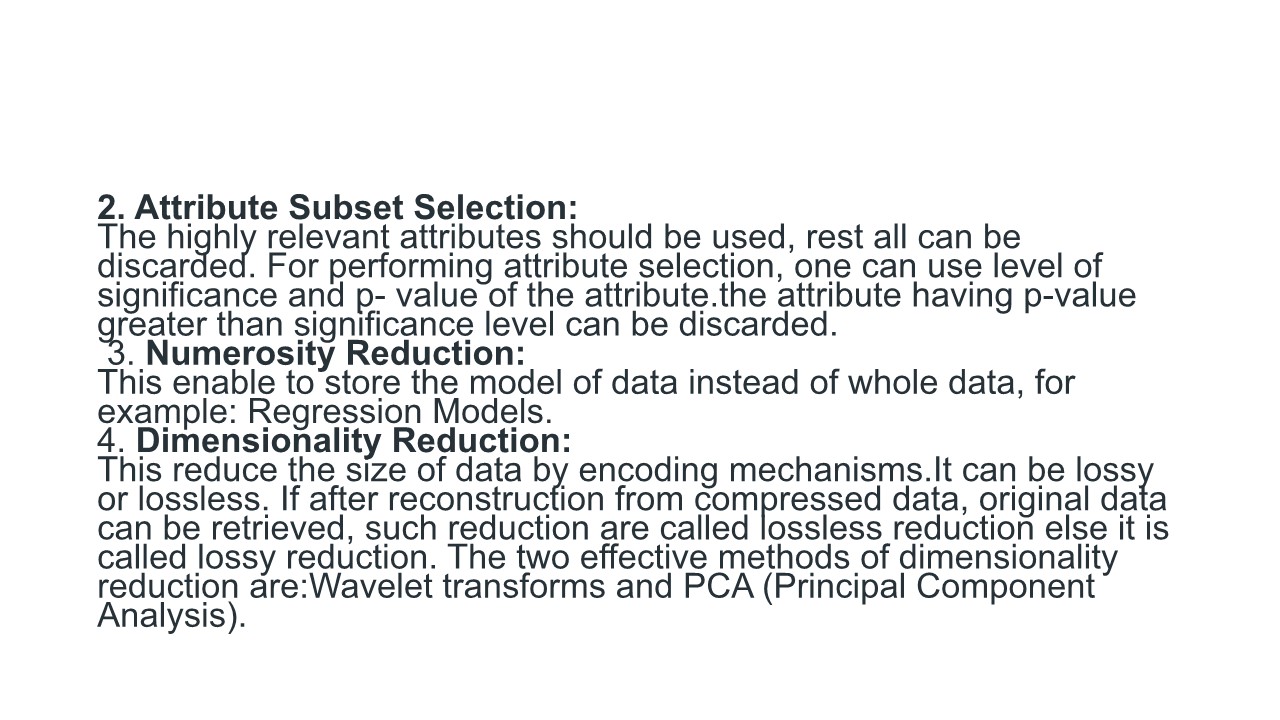 2. Attribute Subset Selection:
The highly relevant attributes should be used, rest all can be
discarded. For performing attribute selection, one can use level of
significance and p- value of the attribute.the attribute having p-value
greater than significance level can be discarded.
3. Numerosity Reduction:
This enable to store the model of data instead of whole data, for
example: Regression Models.
4. Dimensionality Reduction:
This reduce the size of data by encoding mechanisms.It can be lossy
or lossless. If after reconstruction from compressed data, original data
can be retrieved, such reduction are called lossless reduction else it is
called lossy reduction. The two effective methods of dimensionality
reduction are:Wavelet transforms and PCA (Principal Component
Analysis).